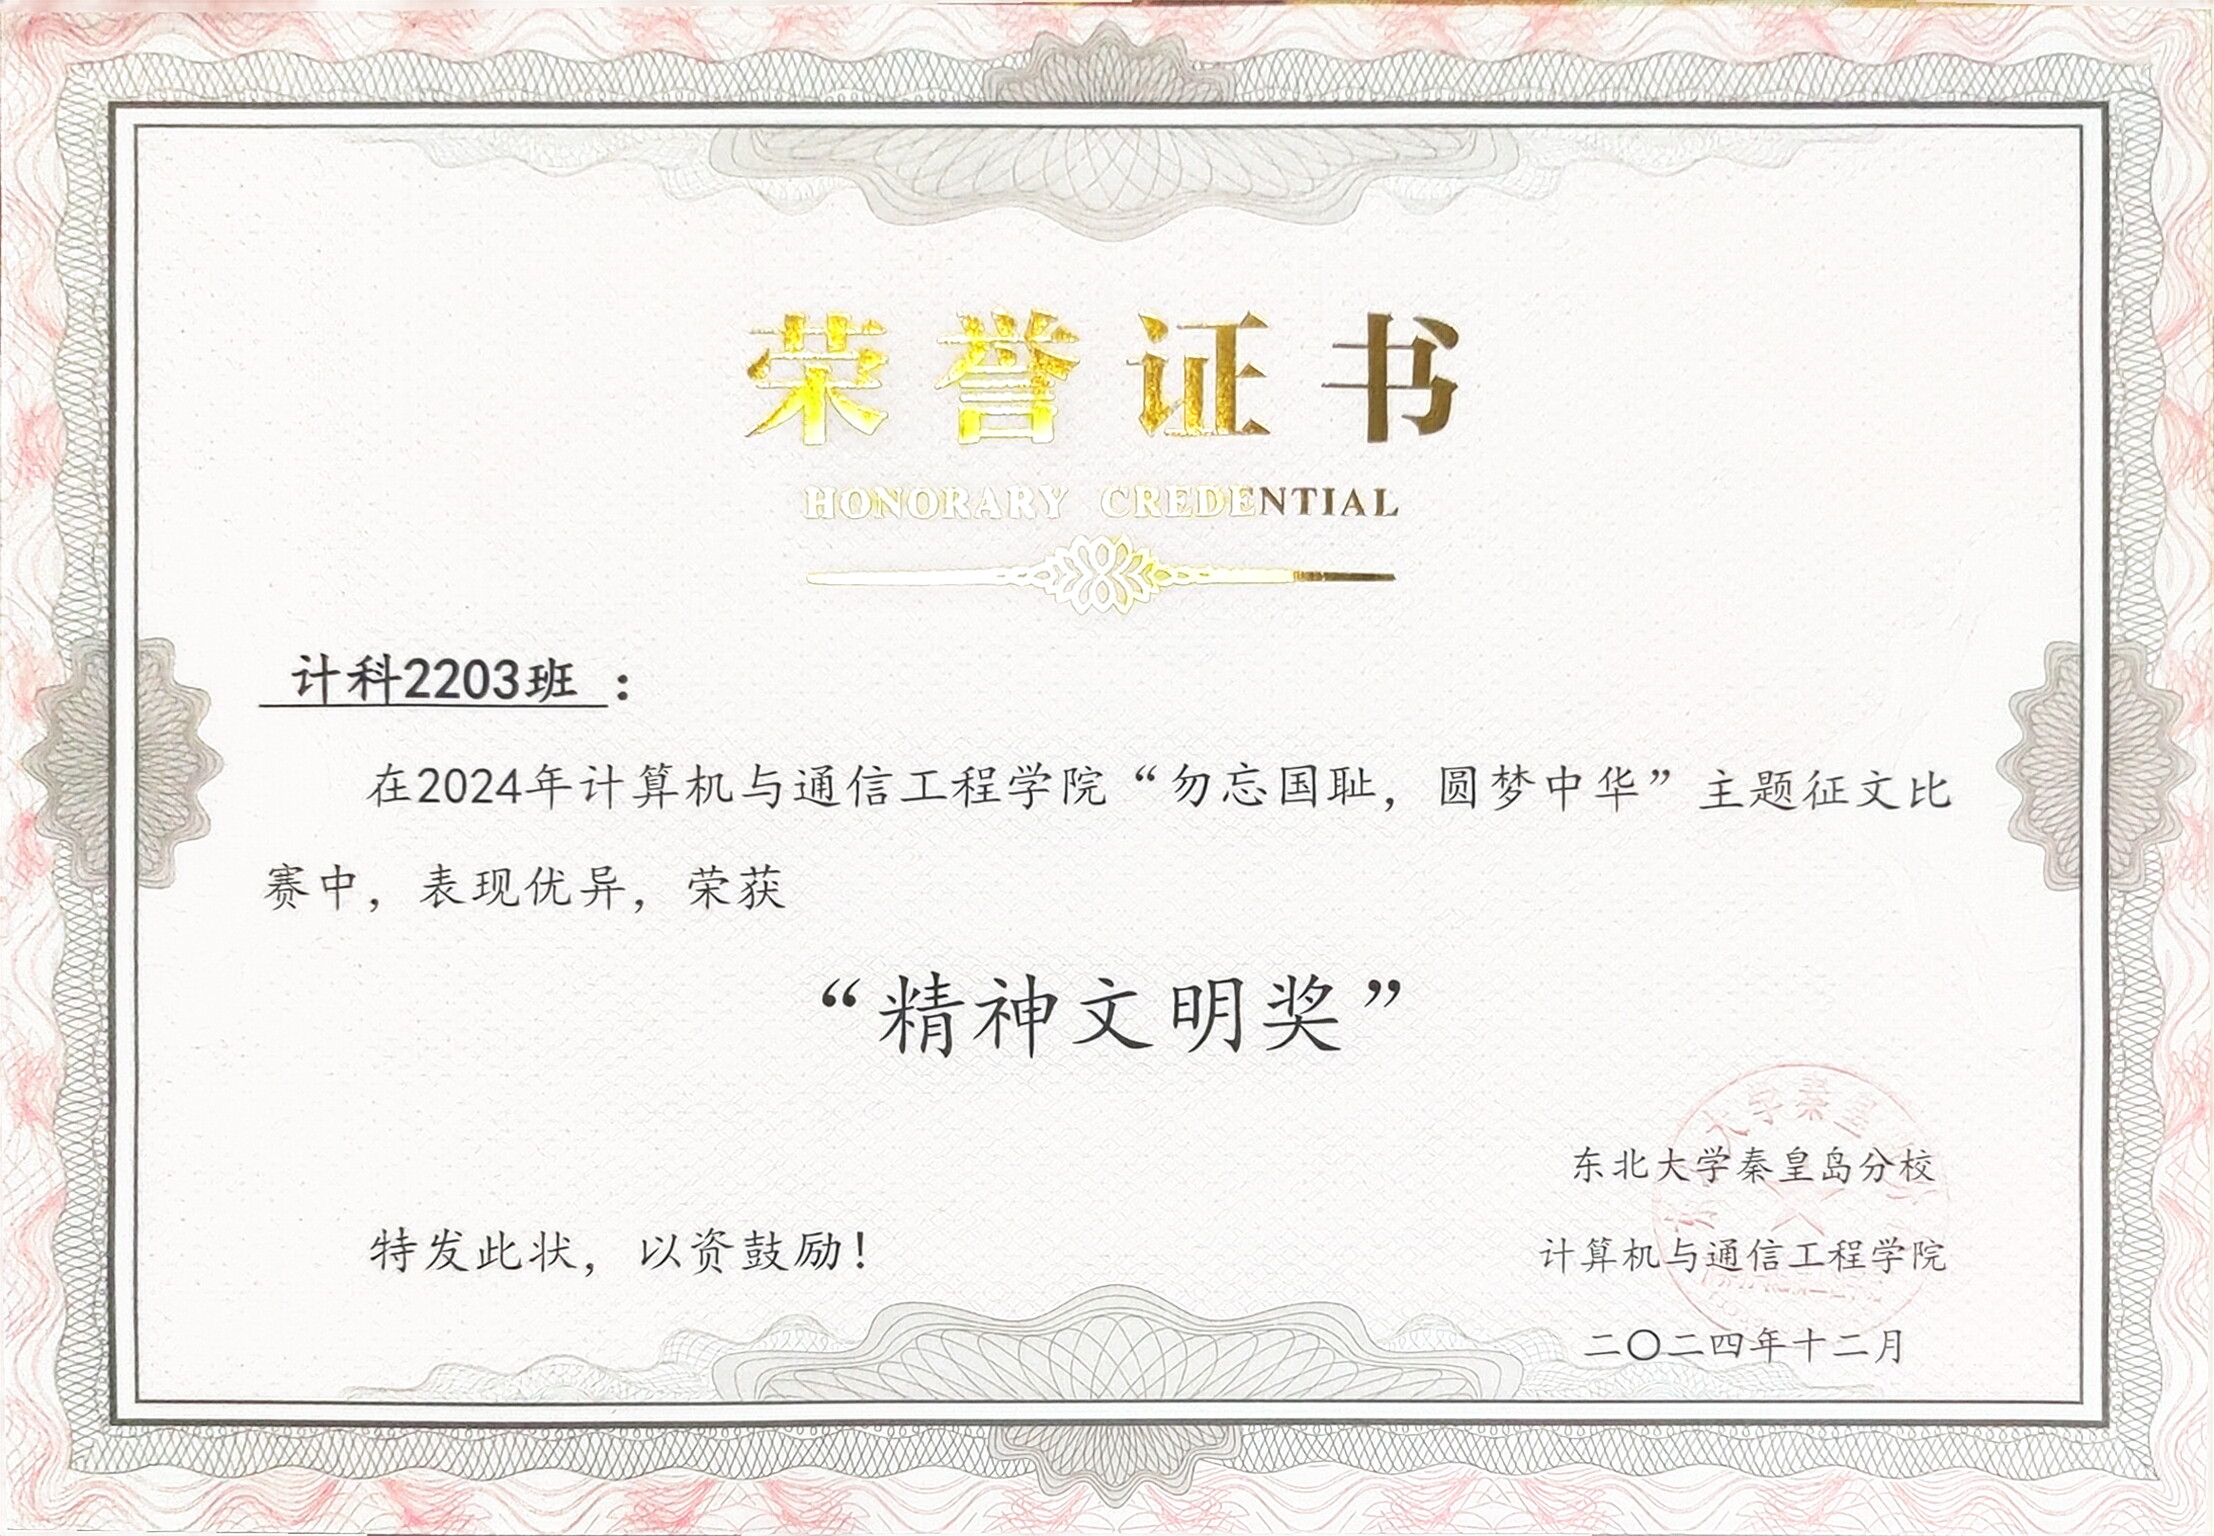 荣誉证书
HONORARY CREDENTIAL
计科2203班：
在2024年计算机与通信工程学院“勿忘国耻，圆梦中华”主题征文比
赛中，表现优异，荣获
“精神文明奖”
大学秦皇
东北大学秦皇岛分校
特发此状，以资鼓励！
计算机与通信工程学院
二〇二四年十二月